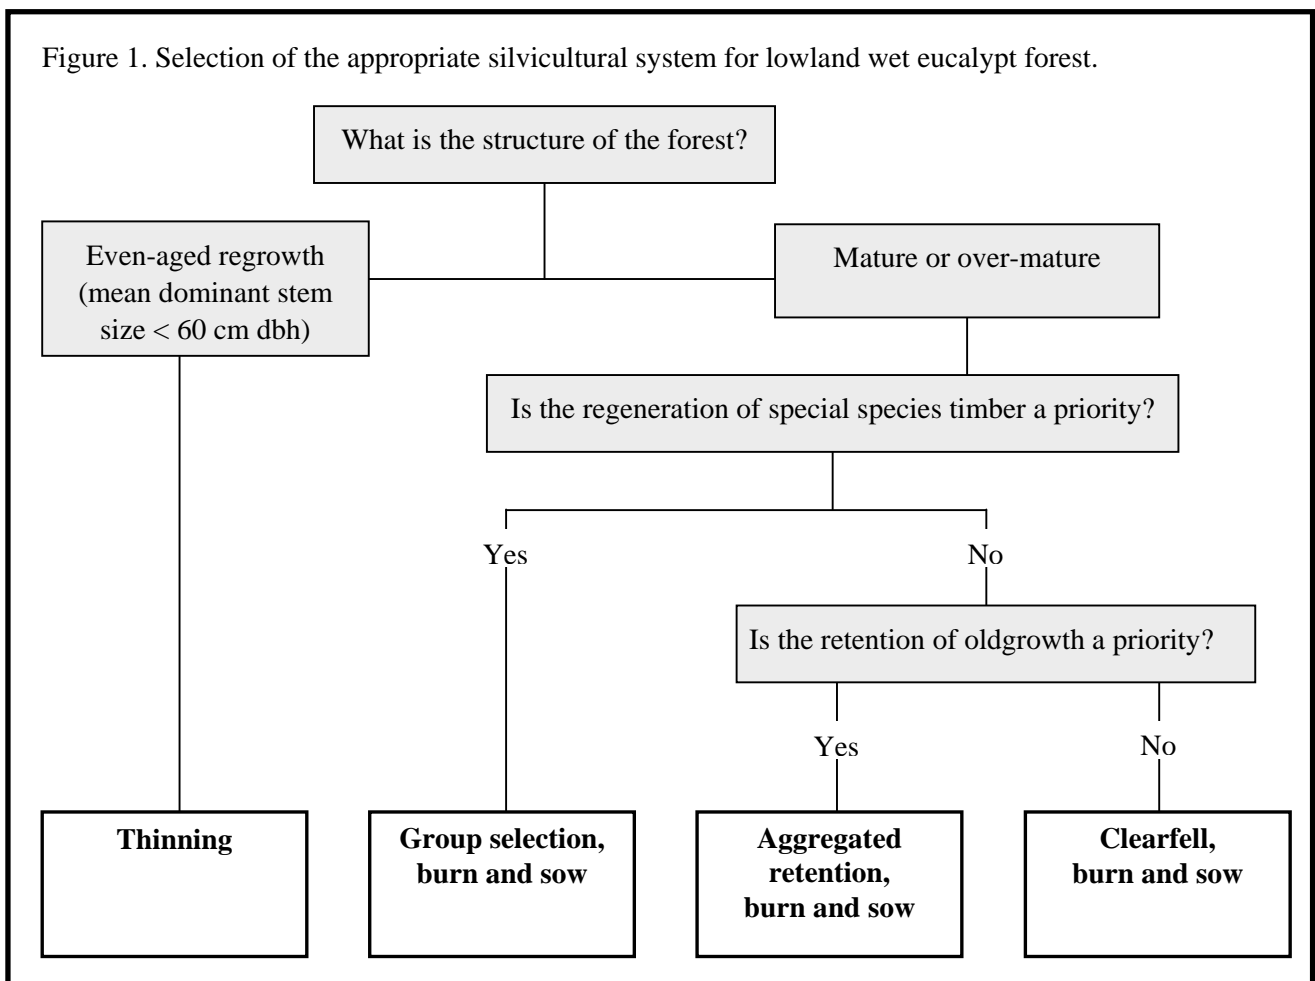 Figure 1. Selection of the appropriate silvicultural system for lowland wet eucalypt forest.
What is the structure of the forest?
Even-aged regrowth
(mean dominant stem
size < 60 cm dbh)
Mature or over-mature
Is the regeneration of special species timber a priority?
Yes
No
Is the retention of oldgrowth a priority?
Yes
No
Thinning
Group selection,
burn and sow
Aggregated
retention,
burn and sow
Clearfell,
burn and sow